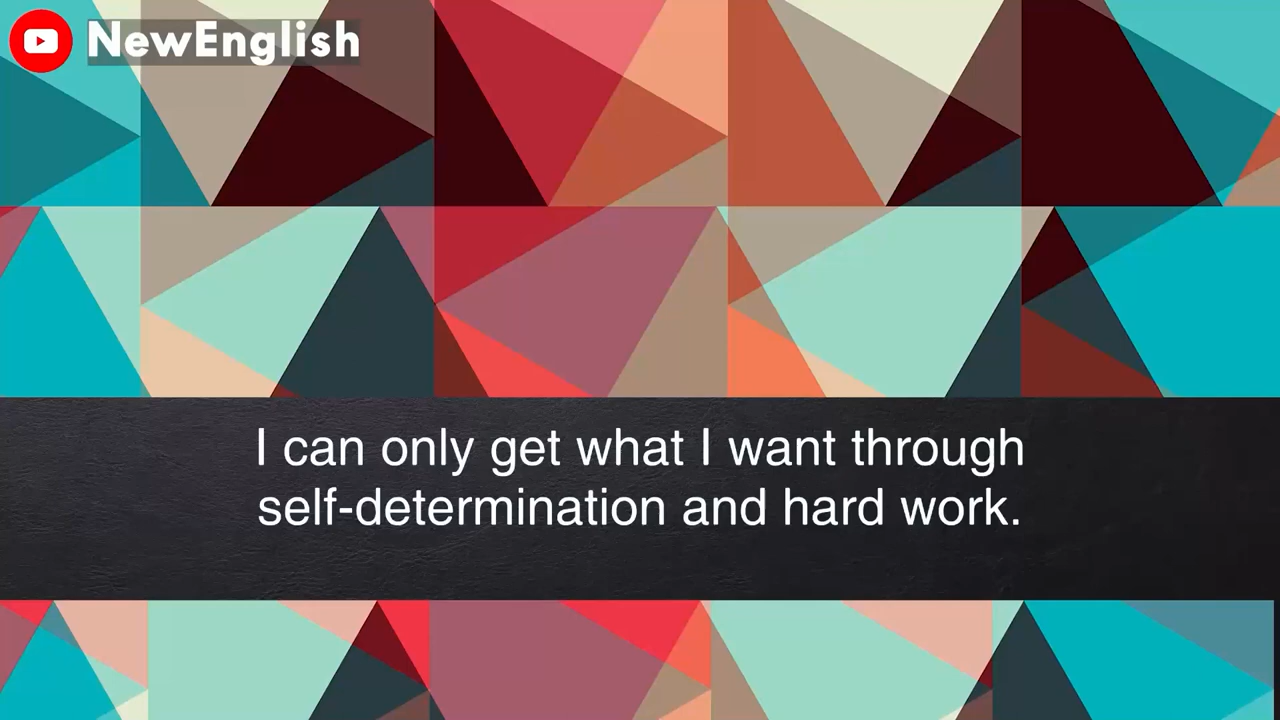 NewEnglish
I can only get what I want through
self-determination and hard work.